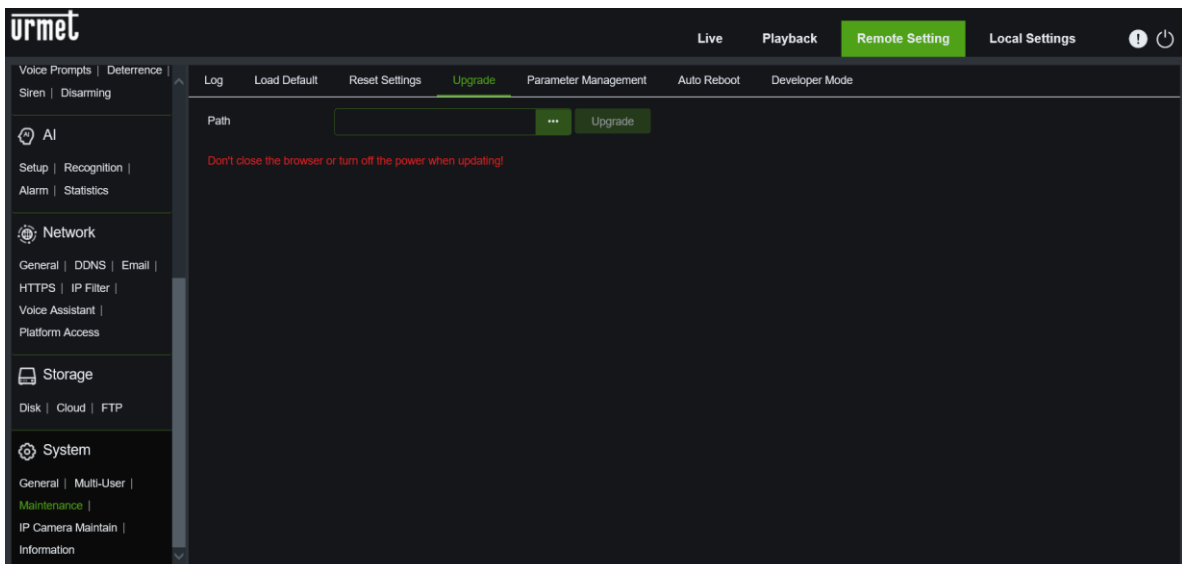 urmet
Live Playback Remote Setting Local Settings
Voice Prompts | Deterrence |
Siren | Disarming
AI
Setup | Recognition |
Alarm | Statistics
Network
General | DDNS | Email |
HTTPS | IP Filter |
Voice Assistant |
Platform Access
Storage
Disk | Cloud | FTP
System
General | Multi-User |
Maintenance |
IP Camera Maintain |
Information
Log Load Default Reset Settings Upgrade Parameter Management Auto Reboot Developer Mode
Path ... Upgrade
Don't close the browser or turn off the power when updating!